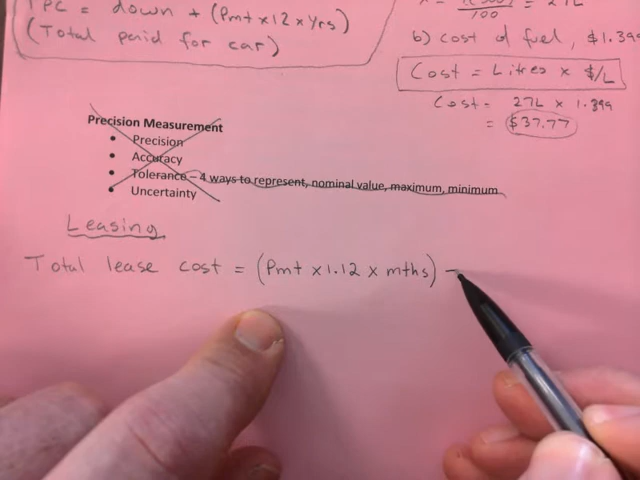 TPC = down + (Pmt x 12 x Yrs)
(Total paid for car)
/100 = 27L
b) cost of fuel, $1.399
Cost = Litres x $/L
Cost = 27L x 1.399
= $37.77
Precision Measurement
• Precision
• Accuracy
• Tolerance – 4 ways to represent, nominal value, maximum, minimum
• Uncertainty
Leasing
Total lease cost = (Pmt x 1.12 x mths) –